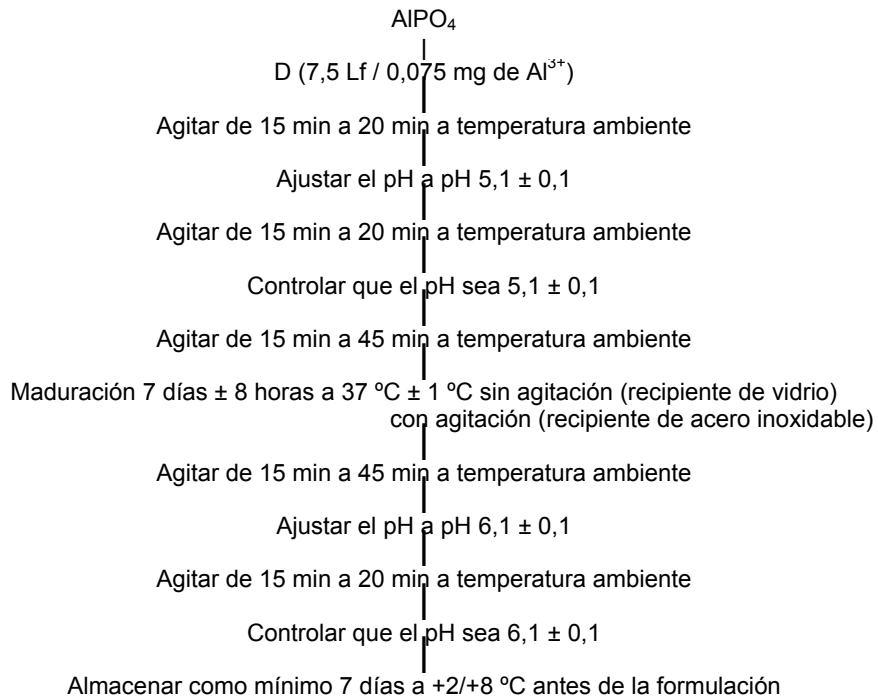 AlPO₄
D (7,5 Lf / 0,075 mg de Al³⁺)
Agitar de 15 min a 20 min a temperatura ambiente
Ajustar el pH a pH 5,1 ± 0,1
Agitar de 15 min a 20 min a temperatura ambiente
Controlar que el pH sea 5,1 ± 0,1
Agitar de 15 min a 45 min a temperatura ambiente
Maduración 7 días ± 8 horas a 37 ºC ± 1 ºC sin agitación (recipiente de vidrio)
con agitación (recipiente de acero inoxidable)
Agitar de 15 min a 45 min a temperatura ambiente
Ajustar el pH a pH 6,1 ± 0,1
Agitar de 15 min a 20 min a temperatura ambiente
Controlar que el pH sea 6,1 ± 0,1
Almacenar como mínimo 7 días a +2/+8 ºC antes de la formulación